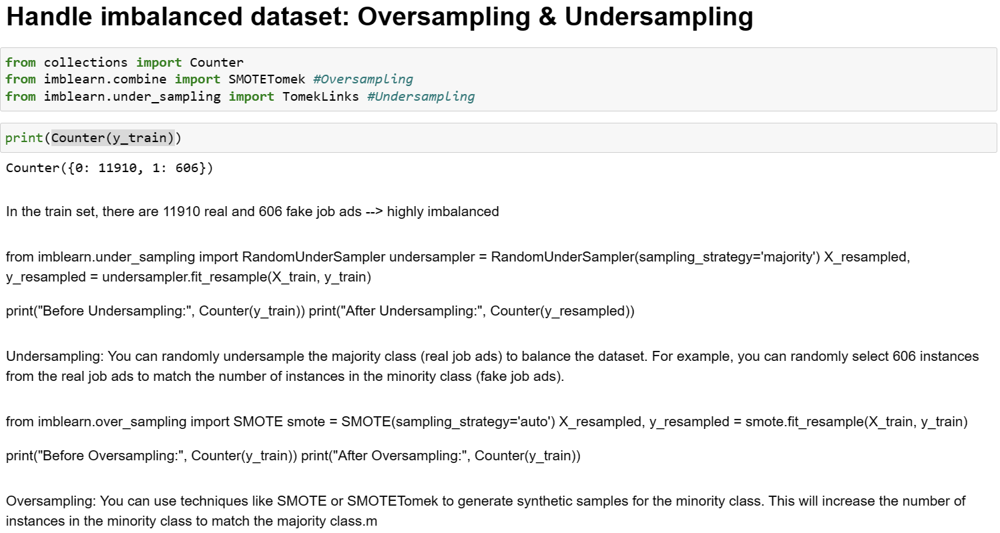 Handle imbalanced dataset: Oversampling & Undersampling
from collections import Counter
from imblearn.combine import SMOTETomek #Oversampling
from imblearn.under_sampling import TomekLinks #Undersampling
print(Counter(y_train))
Counter({0: 11910, 1: 606})
In the train set, there are 11910 real and 606 fake job ads --> highly imbalanced
from imblearn.under_sampling import RandomUnderSampler undersampler = RandomUnderSampler(sampling_strategy='majority') X_resampled,
y_resampled = undersampler.fit_resample(X_train, y_train)
print("Before Undersampling:", Counter(y_train)) print("After Undersampling:", Counter(y_resampled))
Undersampling: You can randomly undersample the majority class (real job ads) to balance the dataset. For example, you can randomly select 606 instances
from the real job ads to match the number of instances in the minority class (fake job ads).
from imblearn.over_sampling import SMOTE smote = SMOTE(sampling_strategy='auto') X_resampled, y_resampled = smote.fit_resample(X_train, y_train)
print("Before Oversampling:", Counter(y_train)) print("After Oversampling:", Counter(y_train))
Oversampling: You can use techniques like SMOTE or SMOTETomek to generate synthetic samples for the minority class. This will increase the number of
instances in the minority class to match the majority class.m